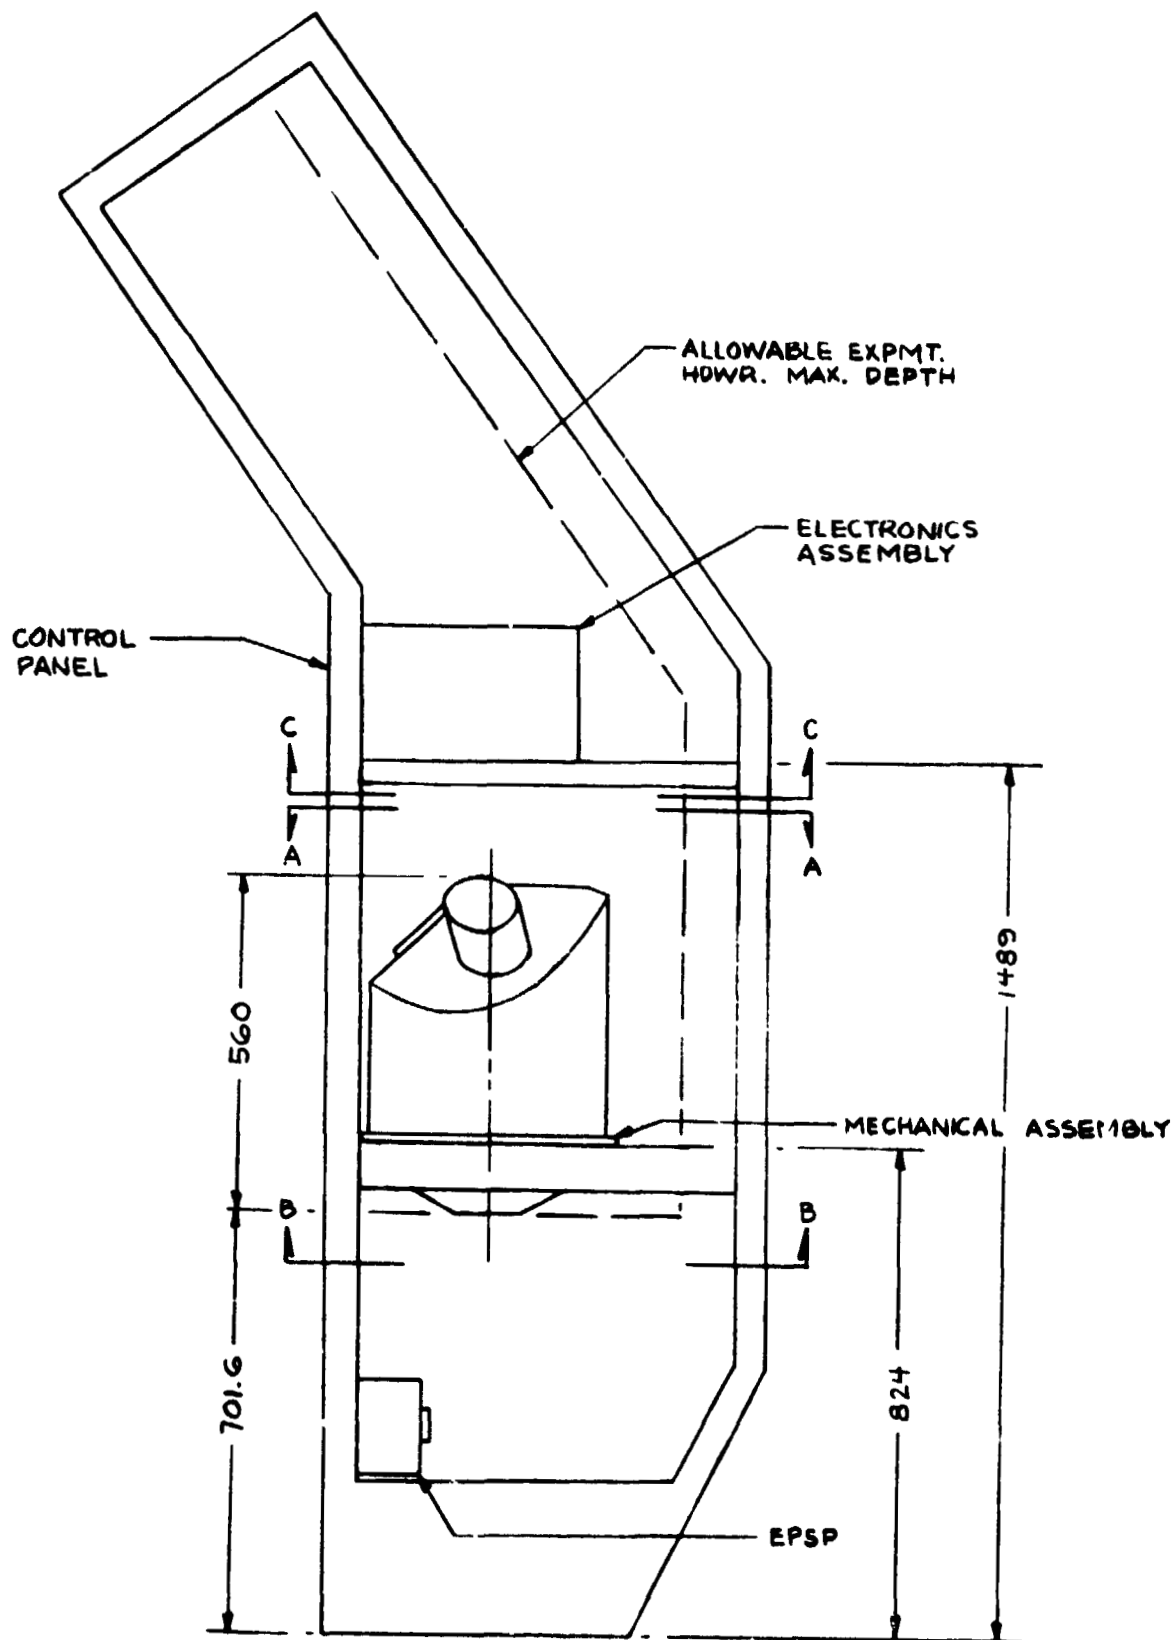 ALLOWABLE EXPMT.
HDWR. MAX. DEPTH
ELECTRONICS
ASSEMBLY
CONTROL
PANEL
C
C
A
A
560
1489
MECHANICAL ASSEMBLY
B
B
701.6
824
EPSP